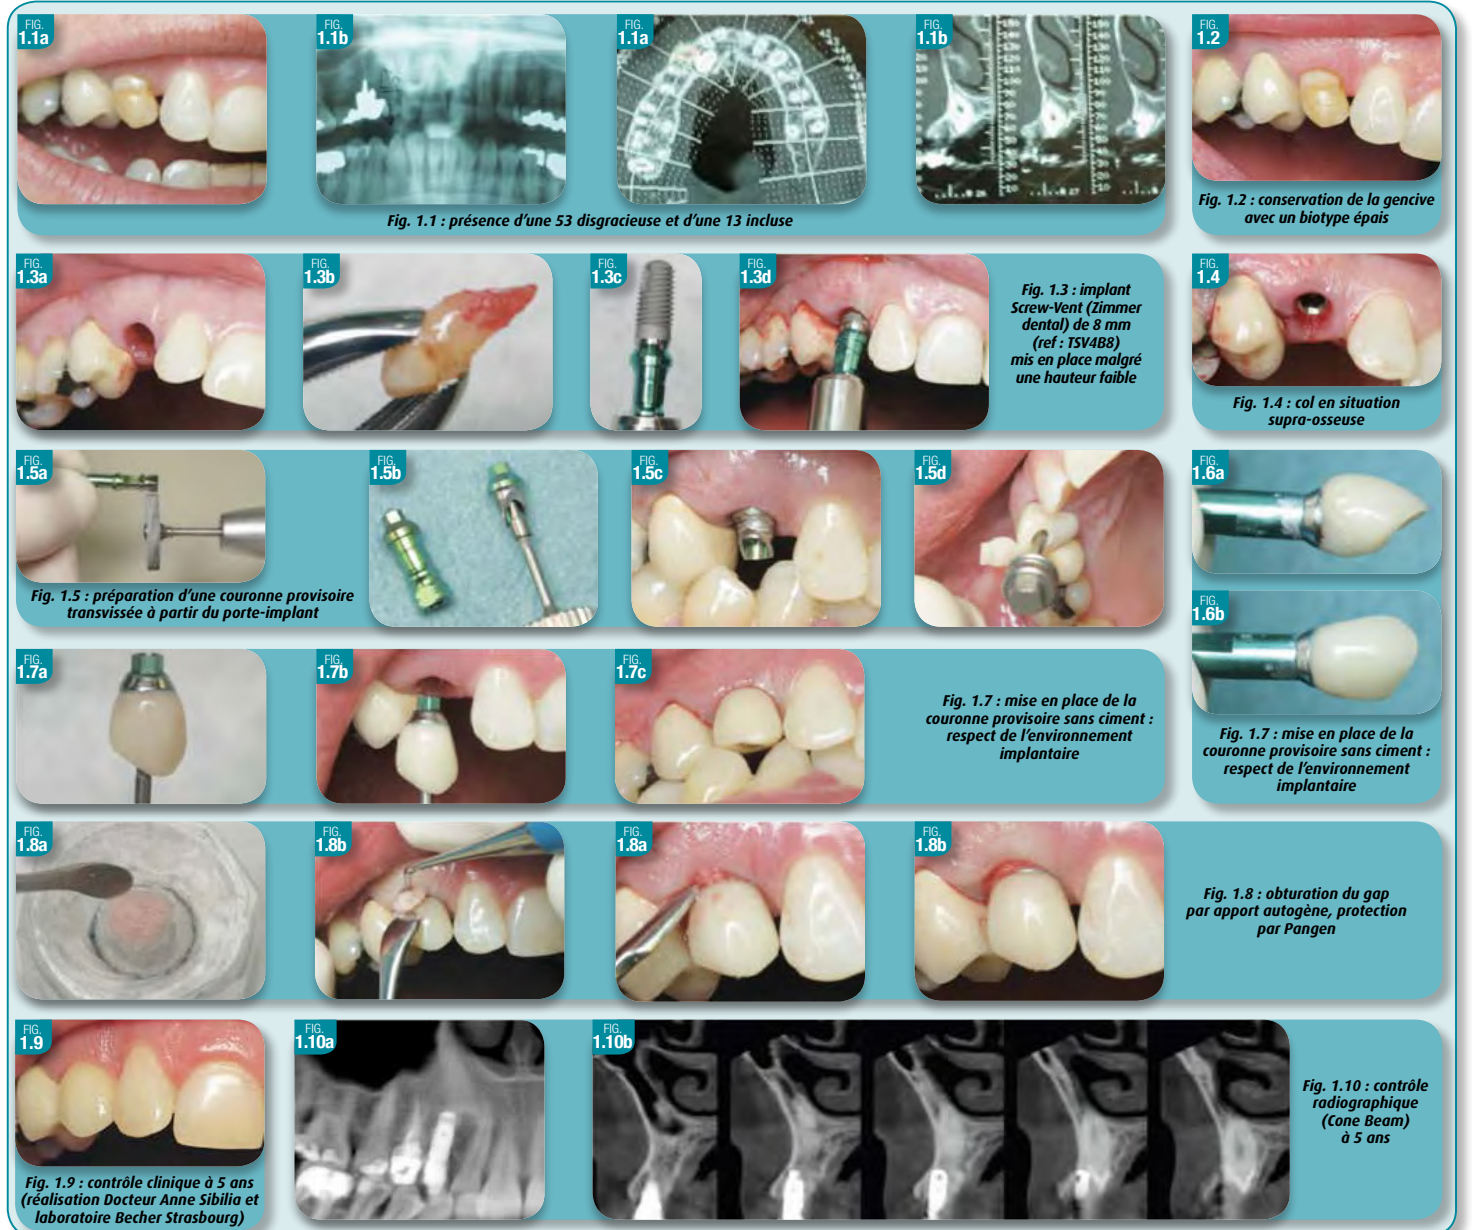 FIG.
1.1a
FIG.
1.1b
FIG.
1.1a
FIG.
1.1b
Fig. 1.1 : présence d'une 53 disgracieuse et d'une 13 incluse
FIG.
1.2
Fig. 1.2 : conservation de la gencive
avec un biotype épais
FIG.
1.3a
FIG.
1.3b
FIG.
1.3c
FIG.
1.3d
Fig. 1.3 : implant
Screw-Vent (Zimmer
dental) de 8 mm
(ref : TSV4B8)
mis en place malgré
une hauteur faible
FIG.
1.4
Fig. 1.4 : col en situation
supra-osseuse
FIG.
1.5a
Fig. 1.5 : préparation d'une couronne provisoire
transvissée à partir du porte-implant
FIG.
1.5b
FIG.
1.5c
FIG.
1.5d
FIG.
1.6a
FIG.
1.6b
Fig. 1.7 : mise en place de la
couronne provisoire sans ciment :
respect de l'environnement
implantaire
FIG.
1.7a
FIG.
1.7b
FIG.
1.7c
Fig. 1.7 : mise en place de la
couronne provisoire sans ciment :
respect de l'environnement
implantaire
FIG.
1.8a
FIG.
1.8b
FIG.
1.8a
FIG.
1.8b
Fig. 1.8 : obturation du gap
par apport autogène, protection
par Pangen
FIG.
1.9
Fig. 1.9 : contrôle clinique à 5 ans
(réalisation Docteur Anne Sibilia et
laboratoire Becher Strasbourg)
FIG.
1.10a
FIG.
1.10b
Fig. 1.10 : contrôle
radiographique
(Cone Beam)
à 5 ans